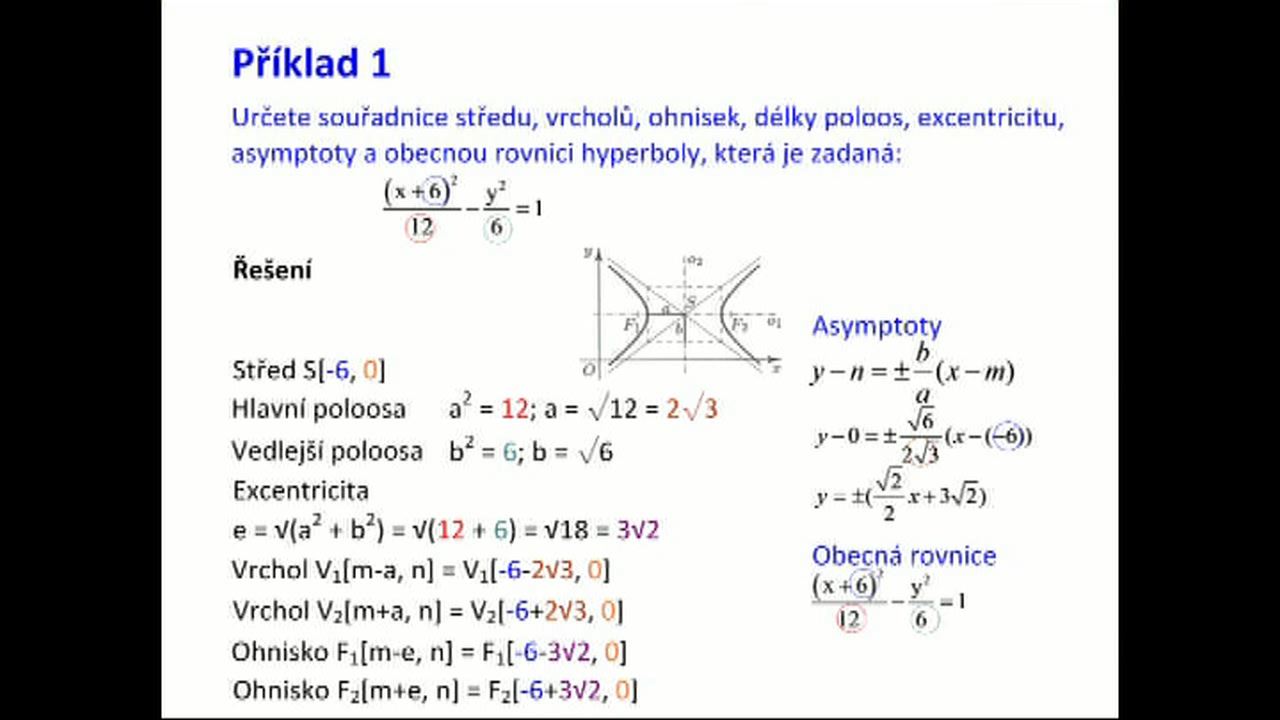 Příklad 1
Určete souřadnice středu, vrcholů, ohnisek, délky poloos, excentricitu,
asymptoty a obecnou rovnici hyperboly, která je zadaná:
(x + 6)²/12 − y²/6 = 1
Řešení
y o₂ S a b F₁ F₂ o₁ O x
Střed S[-6, 0]
Hlavní poloosa a² = 12; a = √12 = 2√3
Vedlejší poloosa b² = 6; b = √6
Excentricita
e = √(a² + b²) = √(12 + 6) = √18 = 3√2
Vrchol V₁[m-a, n] = V₁[-6-2√3, 0]
Vrchol V₂[m+a, n] = V₂[-6+2√3, 0]
Ohnisko F₁[m-e, n] = F₁[-6-3√2, 0]
Ohnisko F₂[m+e, n] = F₂[-6+3√2, 0]
Asymptoty
y − n = ± b/a (x − m)
y − 0 = ± √6/2√3 (x − (−6))
y = ±(√2/2 x + 3√2)
Obecná rovnice
(x + 6)²/12 − y²/6 = 1